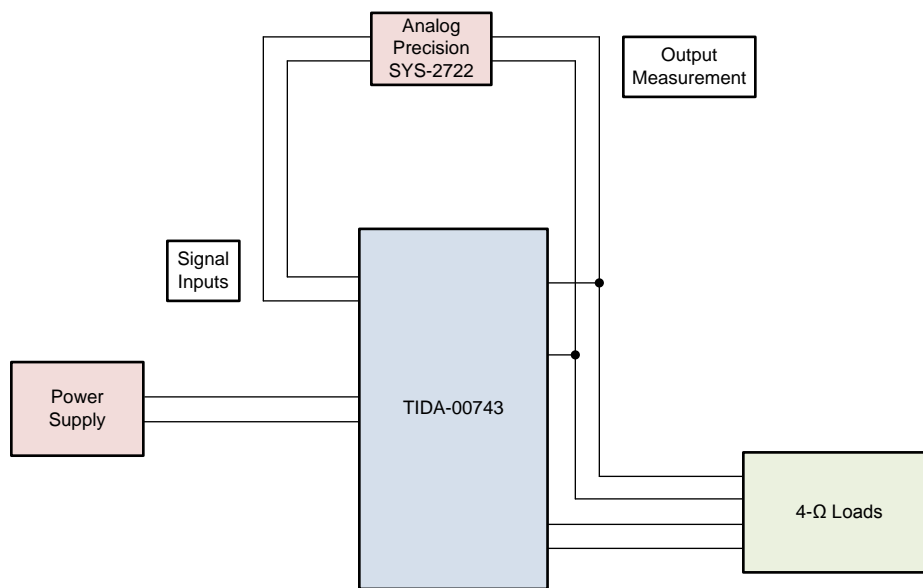 Analog
Precision
SYS-2722
Output
Measurement
Signal
Inputs
Power
Supply
TIDA-00743
4-Ω Loads